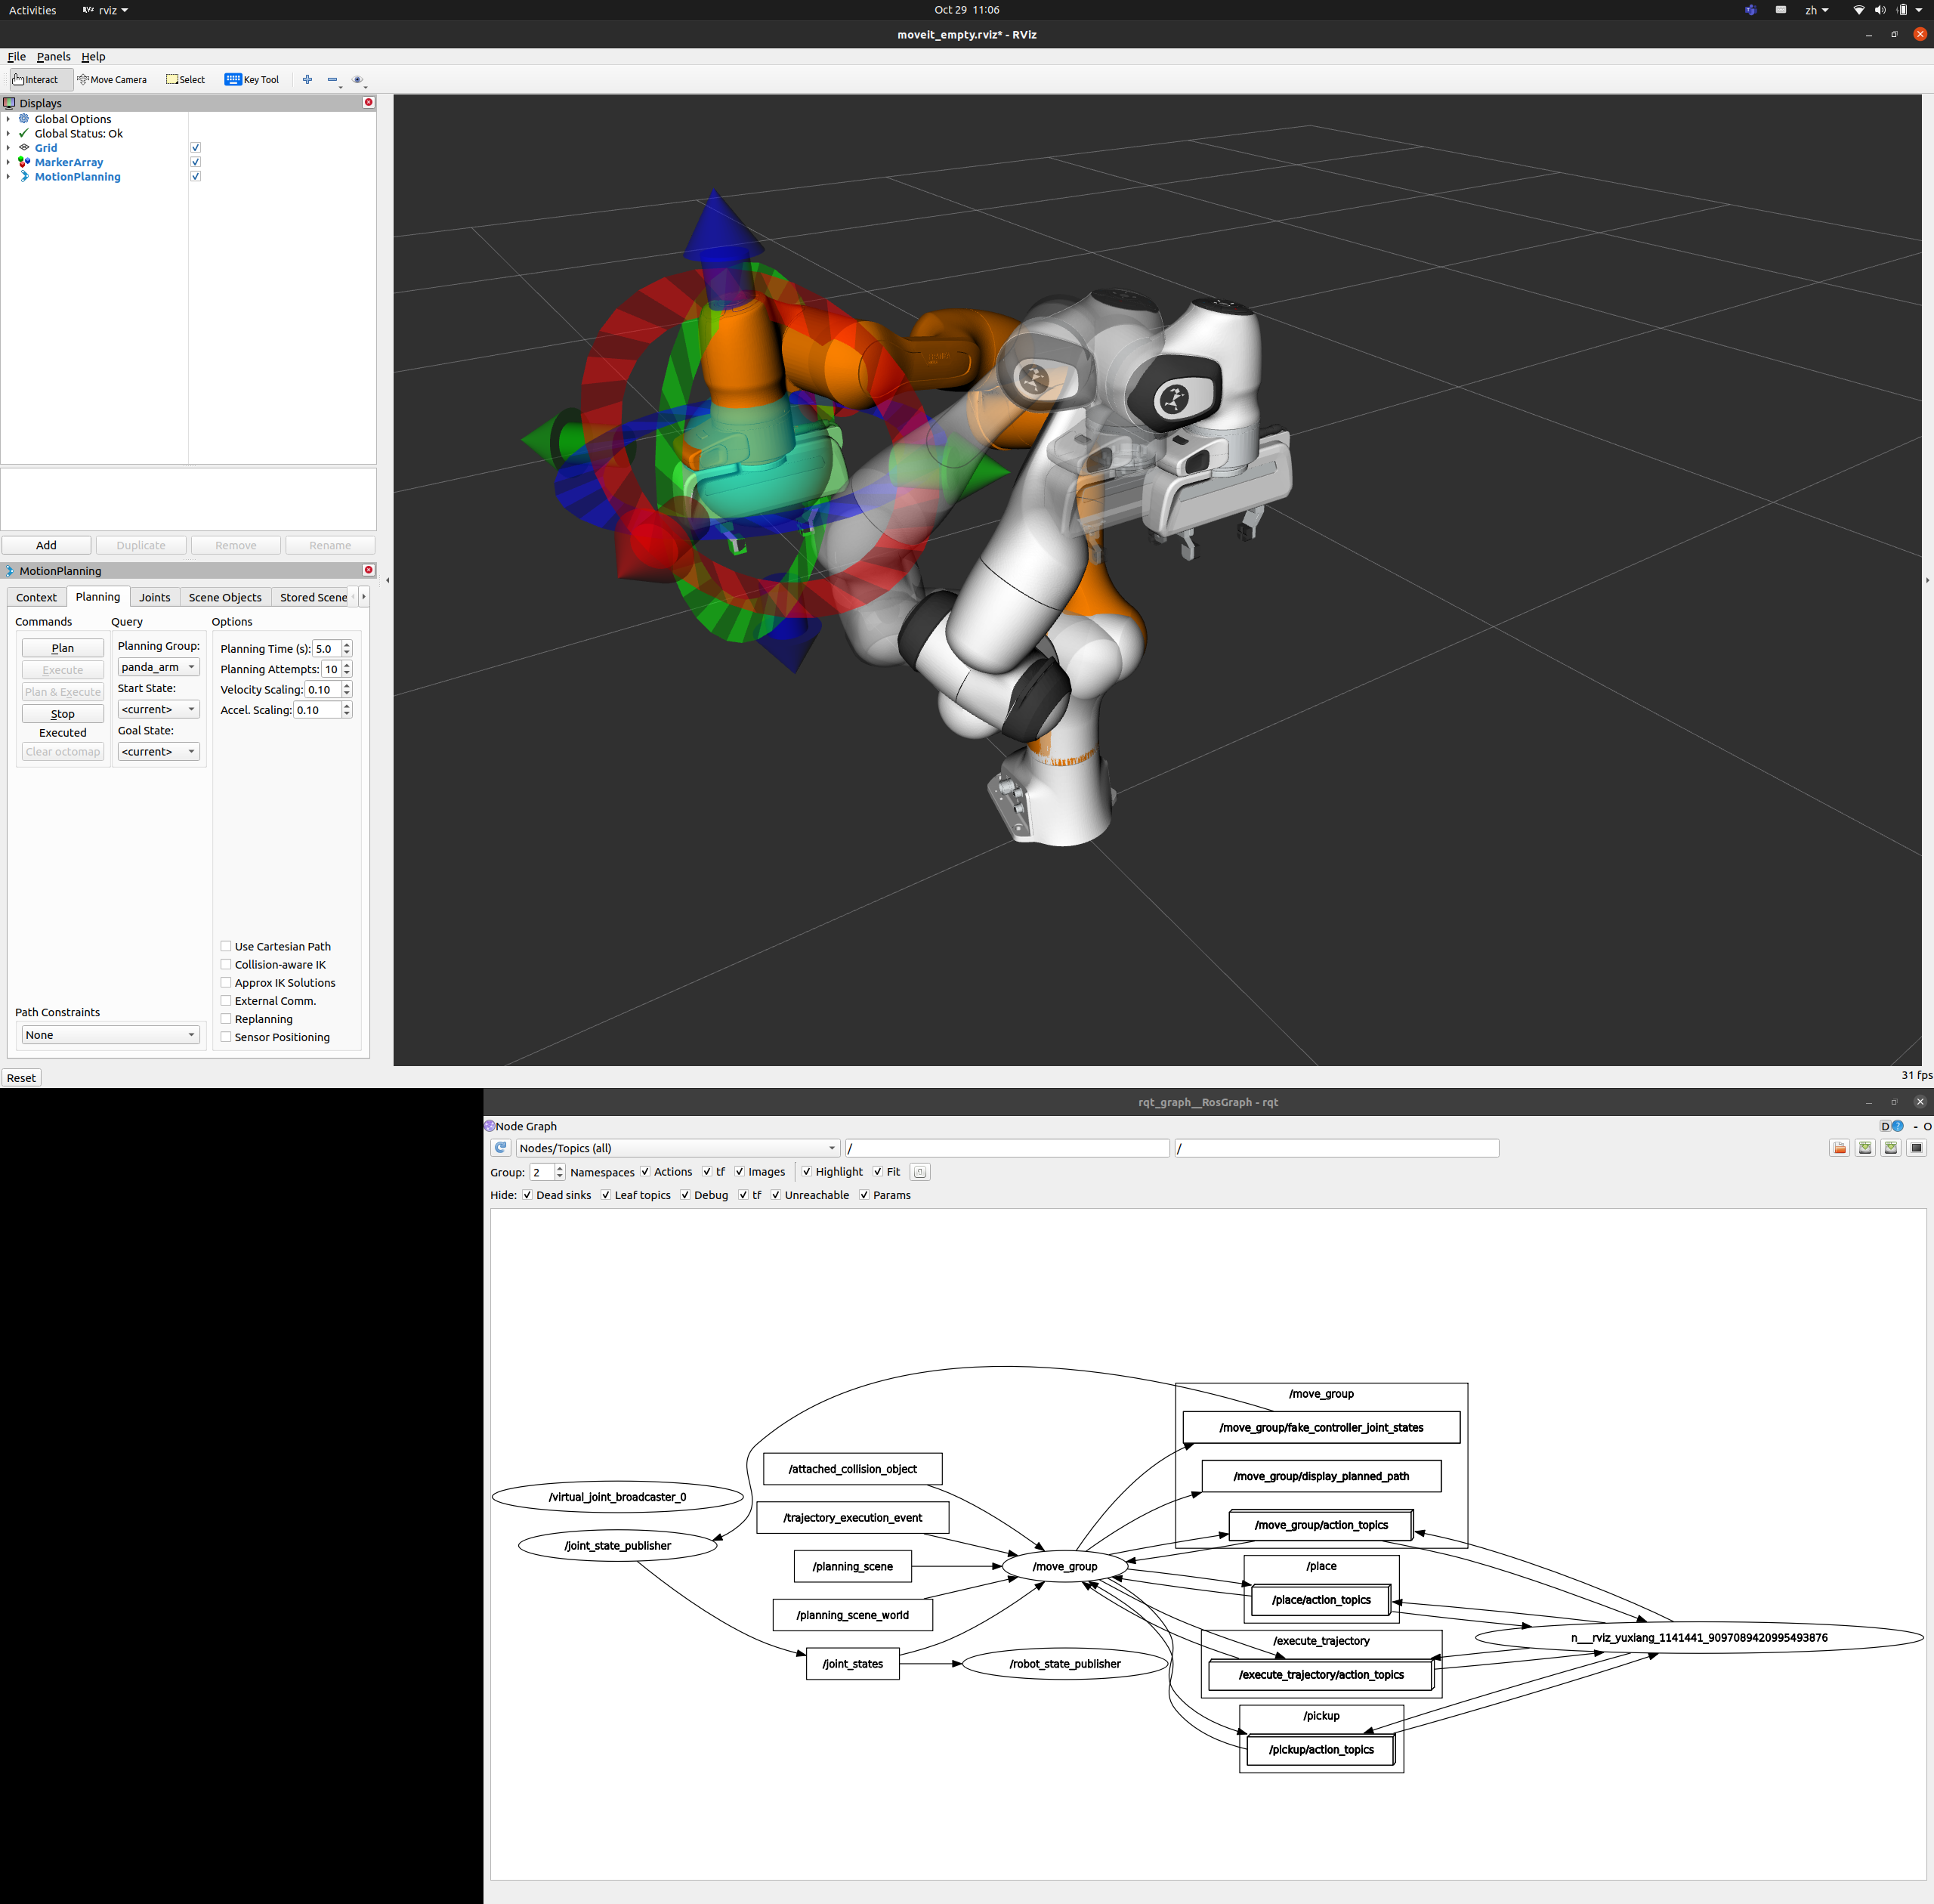 Activities rviz Oct 29 11:06 zh
moveit_empty.rviz* - RViz
File Panels Help
Interact Move Camera Select Key Tool
Displays
Global Options
Global Status: Ok
Grid
MarkerArray
MotionPlanning
Add Duplicate Remove Rename
MotionPlanning
Context Planning Joints Scene Objects Stored Scene
Commands Query Options
Plan
Execute
Plan & Execute
Stop
Executed
Clear octomap
Planning Group:
panda_arm
Start State:
<current>
Goal State:
<current>
Planning Time (s): 5.0
Planning Attempts: 10
Velocity Scaling: 0.10
Accel. Scaling: 0.10
Use Cartesian Path
Collision-aware IK
Approx IK Solutions
External Comm.
Replanning
Sensor Positioning
Path Constraints
None
Reset
31 fps
rqt_graph__RosGraph - rqt
Node Graph
D ? - O
Nodes/Topics (all) / /
Group: 2 Namespaces Actions tf Images Highlight Fit
Hide: Dead sinks Leaf topics Debug tf Unreachable Params
/move_group
/move_group/fake_controller_joint_states
/attached_collision_object
/move_group/display_planned_path
/virtual_joint_broadcaster_0
/trajectory_execution_event
/move_group/action_topics
/joint_state_publisher
/planning_scene
/move_group
/place
/place/action_topics
/planning_scene_world
n___rviz_yuxiang_1141441_9097089420995493876
/execute_trajectory
/joint_states
/robot_state_publisher
/execute_trajectory/action_topics
/pickup
/pickup/action_topics